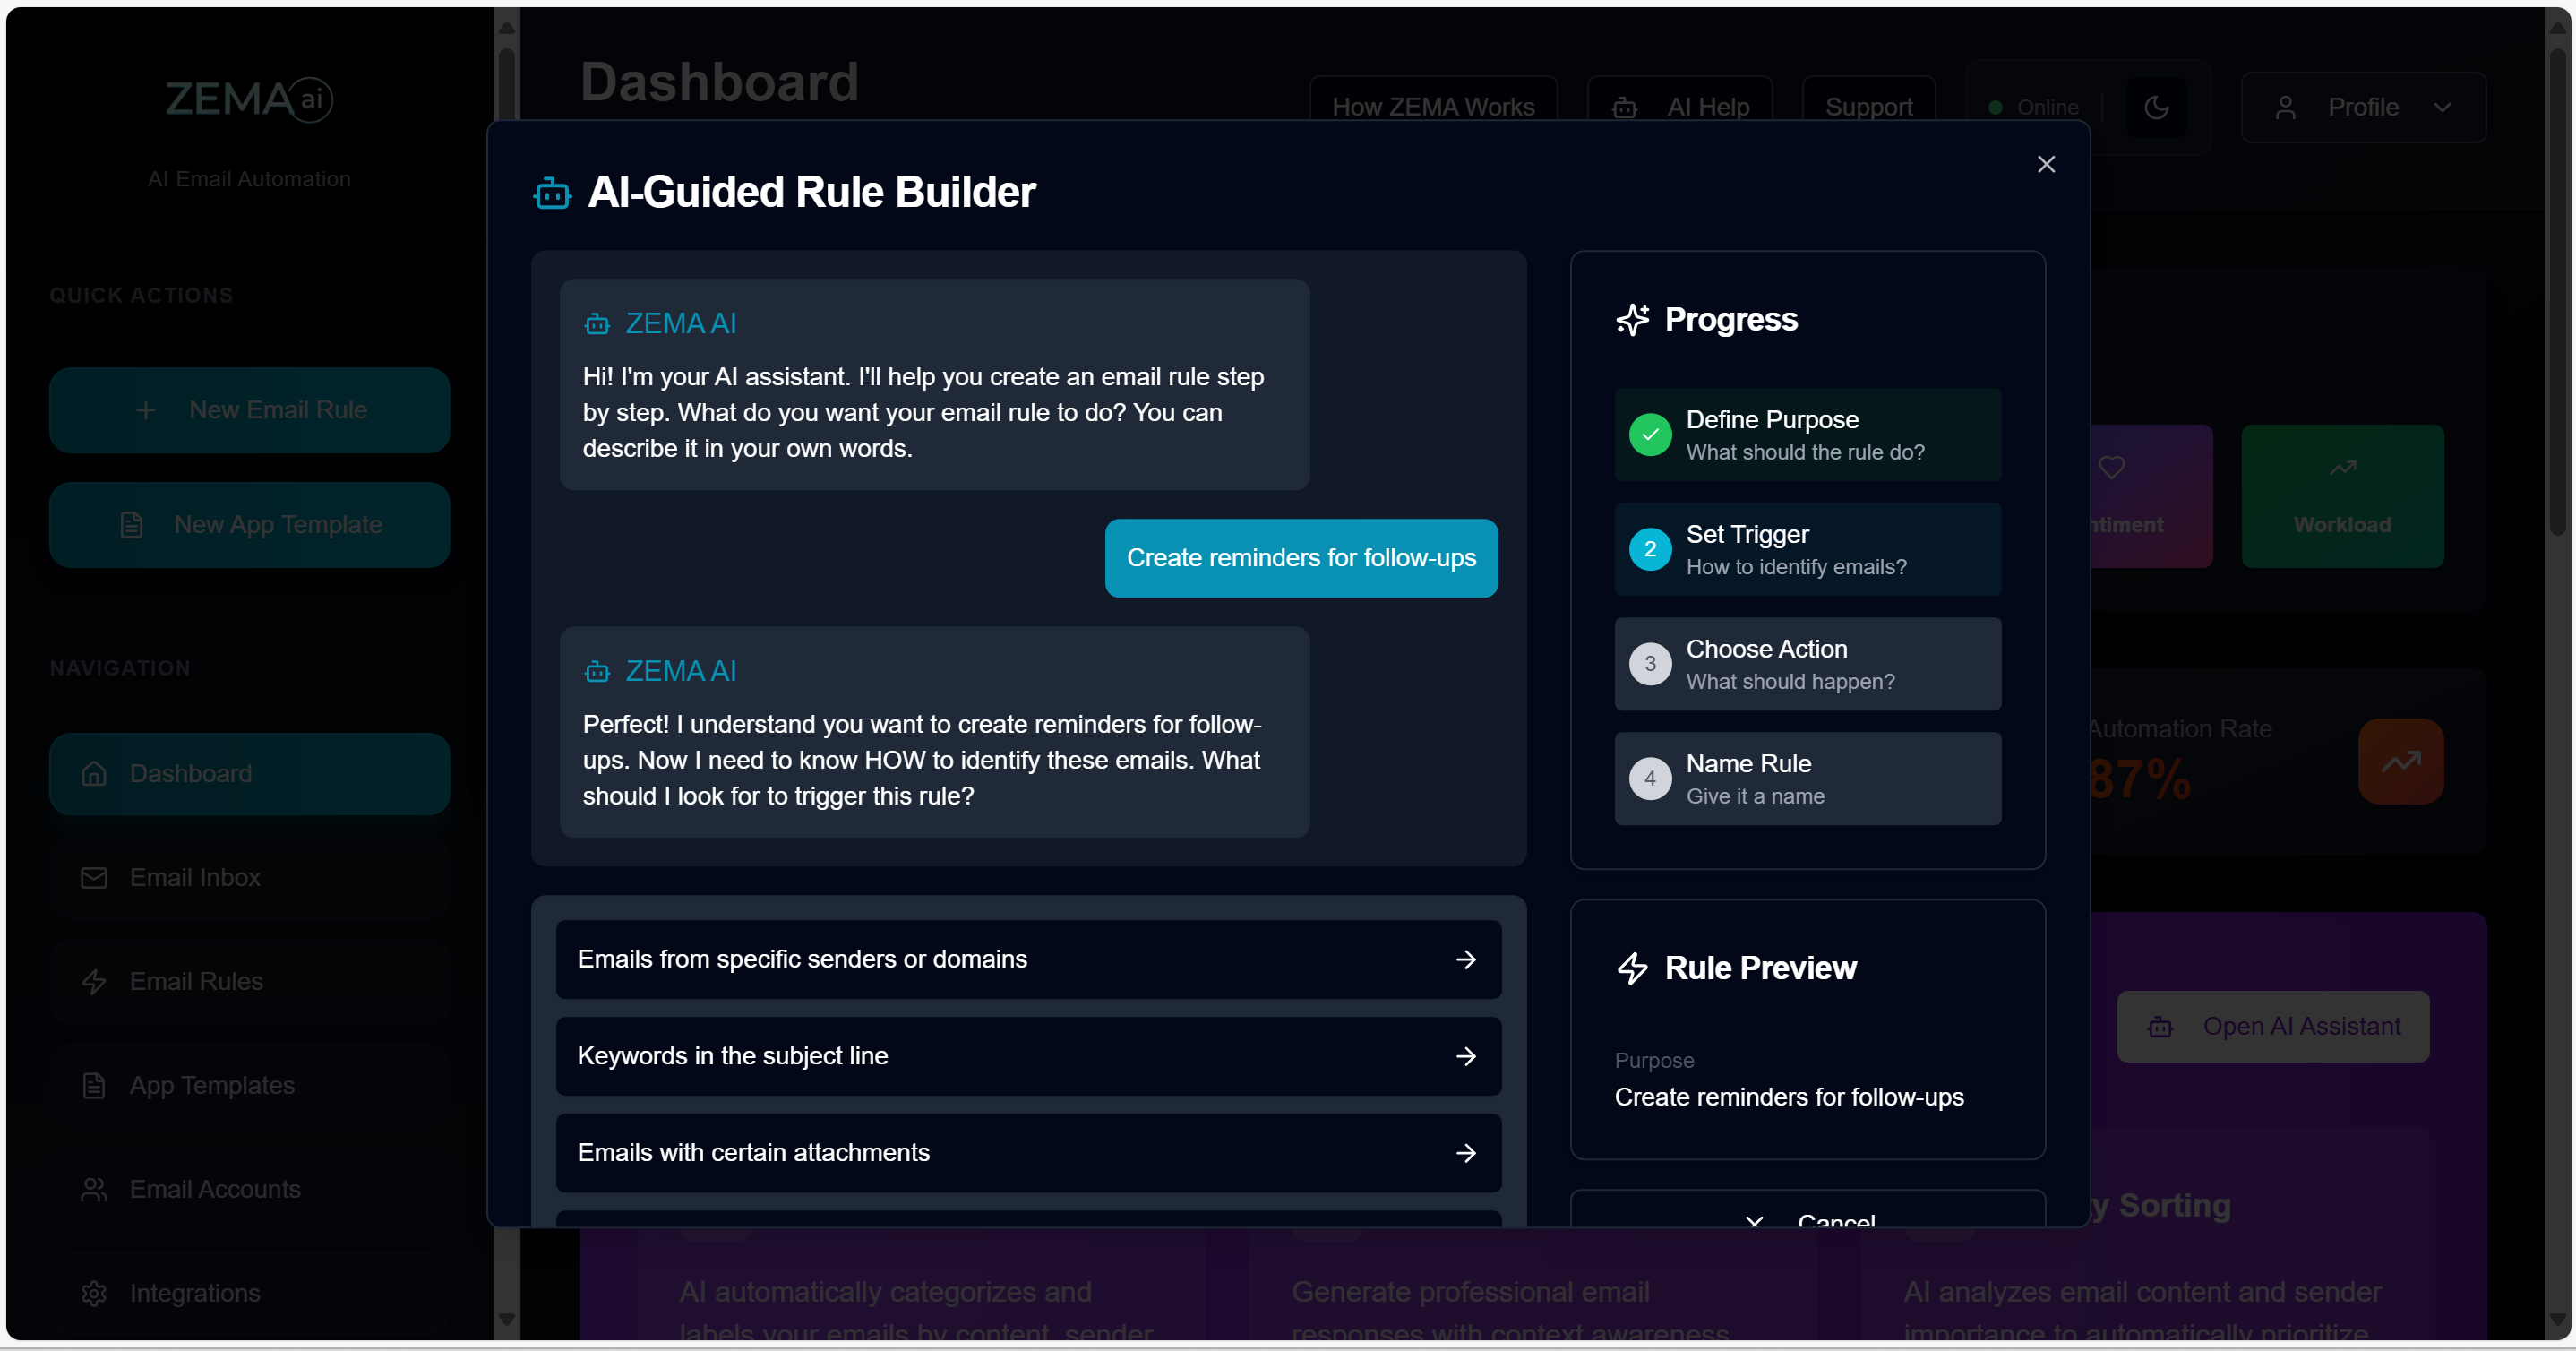 ZEMA ai
AI Email Automation
QUICK ACTIONS
New Email Rule
New App Template
NAVIGATION
Dashboard
Email Inbox
Email Rules
App Templates
Email Accounts
Integrations
Dashboard
How ZEMA Works
AI Help
Support
Online
Profile
AI-Guided Rule Builder
ZEMA AI
Hi! I'm your AI assistant. I'll help you create an email rule step
by step. What do you want your email rule to do? You can
describe it in your own words.
Create reminders for follow-ups
ZEMA AI
Perfect! I understand you want to create reminders for follow-
ups. Now I need to know HOW to identify these emails. What
should I look for to trigger this rule?
Emails from specific senders or domains
Keywords in the subject line
Emails with certain attachments
Progress
Define Purpose
What should the rule do?
2
Set Trigger
How to identify emails?
3
Choose Action
What should happen?
4
Name Rule
Give it a name
Rule Preview
Purpose
Create reminders for follow-ups
Cancel
ntiment
Workload
Automation Rate
87%
Open AI Assistant
y Sorting
AI automatically categorizes and
labels your emails by content, sender
Generate professional email
responses with context awareness
AI analyzes email content and sender
importance to automatically prioritize